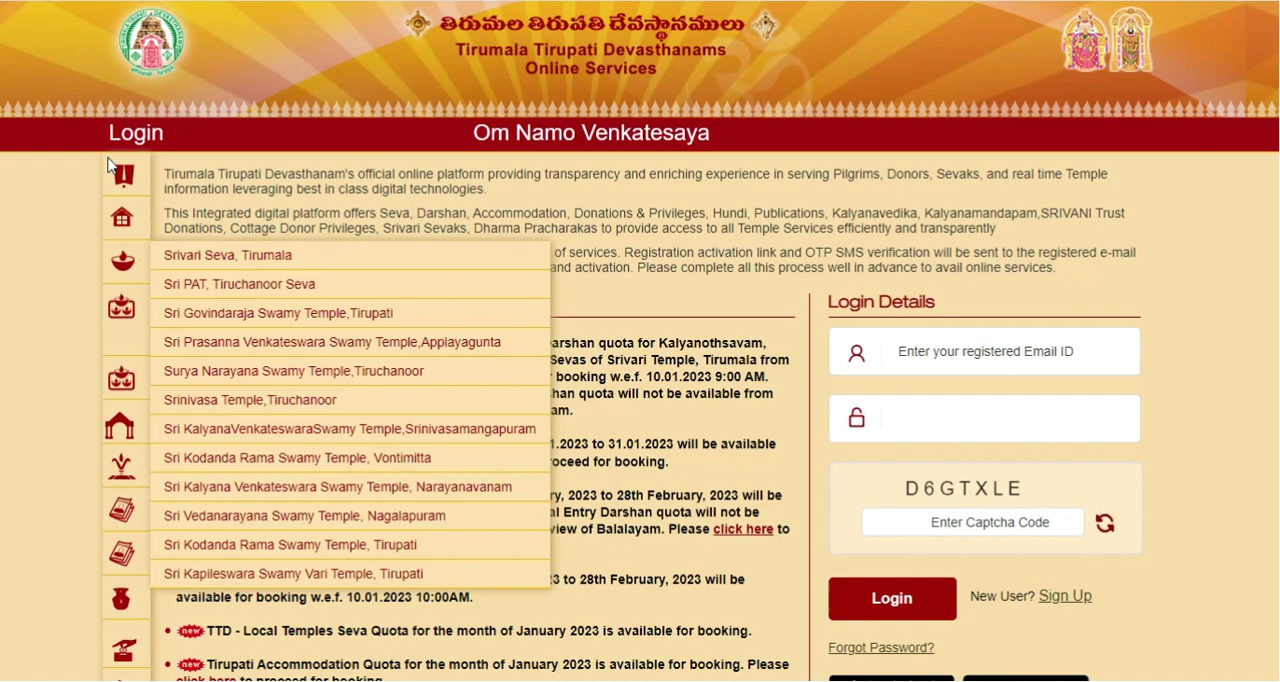 తిరుమల తిరుపతి దేవస్థానములు
Tirumala Tirupati Devasthanams
Online Services
Login
Om Namo Venkatesaya
Tirumala Tirupati Devasthanam's official online platform providing transparency and enriching experience in serving Pilgrims, Donors, Sevaks, and real time Temple
information leveraging best in class digital technologies.
This Integrated digital platform offers Seva, Darshan, Accommodation, Donations & Privileges, Hundi, Publications, Kalyanavedika, Kalyanamandapam,SRIVANI Trust
Donations, Cottage Donor Privileges, Srivari Sevaks, Dharma Pracharakas to provide access to all Temple Services efficiently and transparently
of services. Registration activation link and OTP SMS verification will be sent to the registered e-mail
and activation. Please complete all this process well in advance to avail online services.
Srivari Seva, Tirumala
Sri PAT, Tiruchanoor Seva
Sri Govindaraja Swamy Temple,Tirupati
Sri Prasanna Venkateswara Swamy Temple,Applayagunta
Surya Narayana Swamy Temple,Tiruchanoor
Srinivasa Temple,Tiruchanoor
Sri KalyanaVenkateswaraSwamy Temple,Srinivasamangapuram
Sri Kodanda Rama Swamy Temple, Vontimitta
Sri Kalyana Venkateswara Swamy Temple, Narayanavanam
Sri Vedanarayana Swamy Temple, Nagalapuram
Sri Kodanda Rama Swamy Temple, Tirupati
Sri Kapileswara Swamy Vari Temple, Tirupati
quota for Kalyanothsavam,
Sevas of Srivari Temple, Tirumala from
booking w.e.f. 10.01.2023 9:00 AM.
quota will not be available from
.2023 to 31.01.2023 will be available
for booking.
, 2023 to 28th February, 2023 will be
Entry Darshan quota will not be
of Balalayam. Please click here to
to 28th February, 2023 will be
available for booking w.e.f. 10.01.2023 10:00AM.
new TTD - Local Temples Seva Quota for the month of January 2023 is available for booking.
new Tirupati Accommodation Quota for the month of January 2023 is available for booking. Please
click here to proceed for booking.
Login Details
Enter your registered Email ID
D6GTXLE
Enter Captcha Code
Login
New User? Sign Up
Forgot Password?